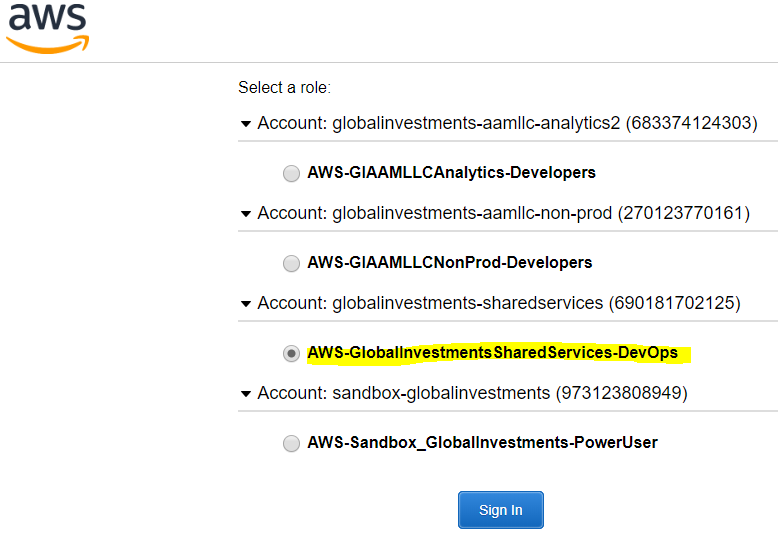 aws
Select a role:
Account: globalinvestments-aamllc-analytics2 (683374124303)
AWS-GIAAMLLCAnalytics-Developers
Account: globalinvestments-aamllc-non-prod (270123770161)
AWS-GIAAMLLCNonProd-Developers
Account: globalinvestments-sharedservices (690181702125)
AWS-GlobalInvestmentsSharedServices-DevOps
Account: sandbox-globalinvestments (973123808949)
AWS-Sandbox_GlobalInvestments-PowerUser
Sign In